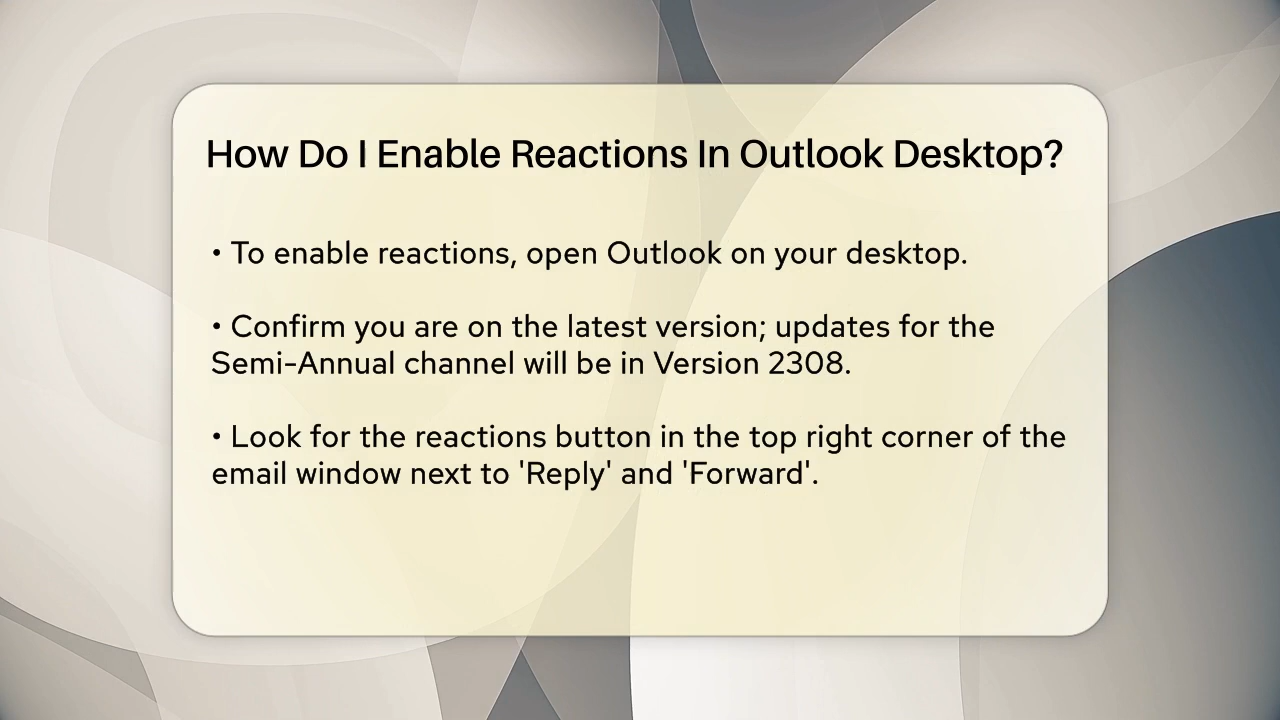 How Do I Enable Reactions In Outlook Desktop?
• To enable reactions, open Outlook on your desktop.
• Confirm you are on the latest version; updates for the
Semi-Annual channel will be in Version 2308.
• Look for the reactions button in the top right corner of the
email window next to 'Reply' and 'Forward'.